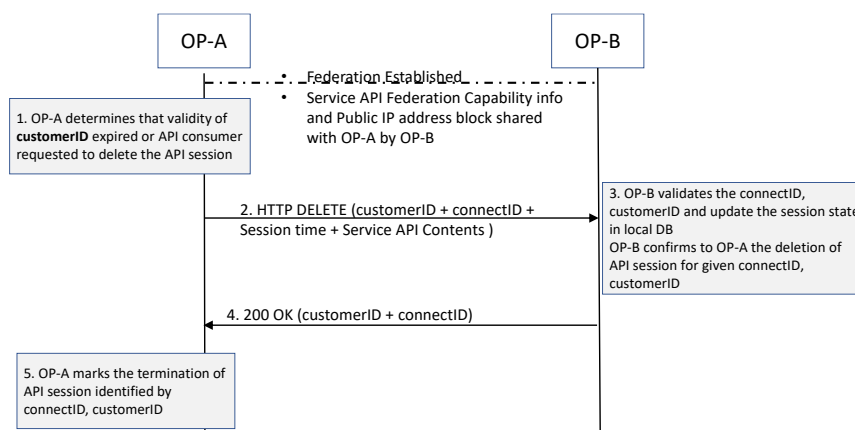 OP-A
OP-B
• Federation Established
• Service API Federation Capability info
and Public IP address block shared
with OP-A by OP-B
1. OP-A determines that validity of
customerID expired or API consumer
requested to delete the API session
2. HTTP DELETE (customerID + connectID +
Session time + Service API Contents )
3. OP-B validates the connectID,
customerID and update the session state
in local DB
OP-B confirms to OP-A the deletion of
API session for given connectID,
customerID
4. 200 OK (customerID + connectID)
5. OP-A marks the termination of
API session identified by
connectID, customerID